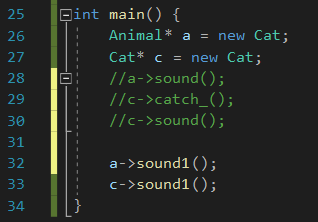 25 int main() {
26 Animal* a = new Cat;
27 Cat* c = new Cat;
28 //a->sound();
29 //c->catch_();
30 //c->sound();
31
32 a->sound1();
33 c->sound1();
34 }